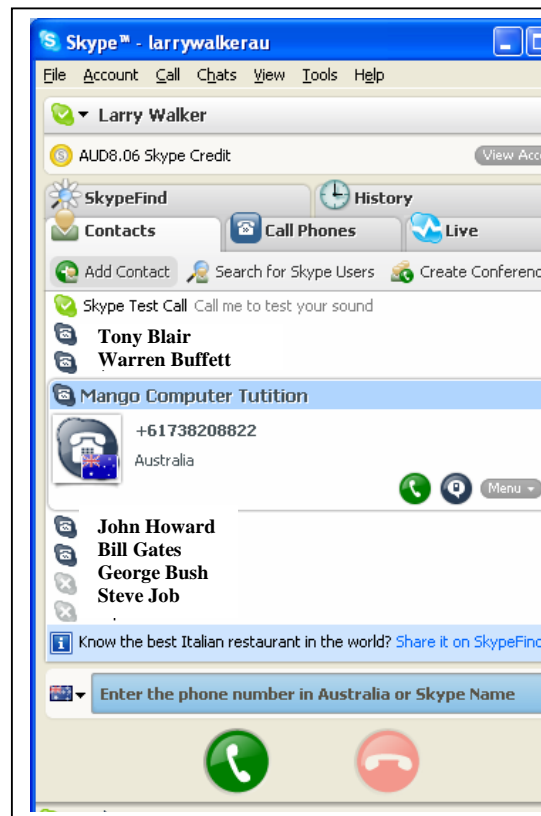 Skype™ - larrywalkerau
File Account Call Chats View Tools Help
Larry Walker
AUD8.06 Skype Credit View Acc
SkypeFind History
Contacts Call Phones Live
Add Contact Search for Skype Users Create Conferenc
Skype Test Call Call me to test your sound
Tony Blair
Warren Buffett
Mango Computer Tutition
+61738208822
Australia
Menu
John Howard
Bill Gates
George Bush
Steve Job
Know the best Italian restaurant in the world? Share it on SkypeFind
Enter the phone number in Australia or Skype Name